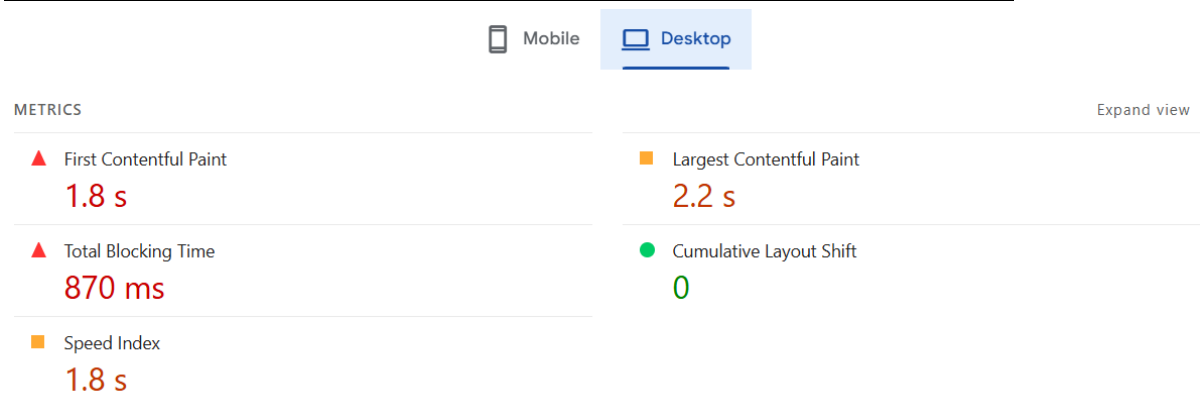 Mobile
Desktop
METRICS
Expand view
First Contentful Paint
1.8 s
Largest Contentful Paint
2.2 s
Total Blocking Time
870 ms
Cumulative Layout Shift
0
Speed Index
1.8 s